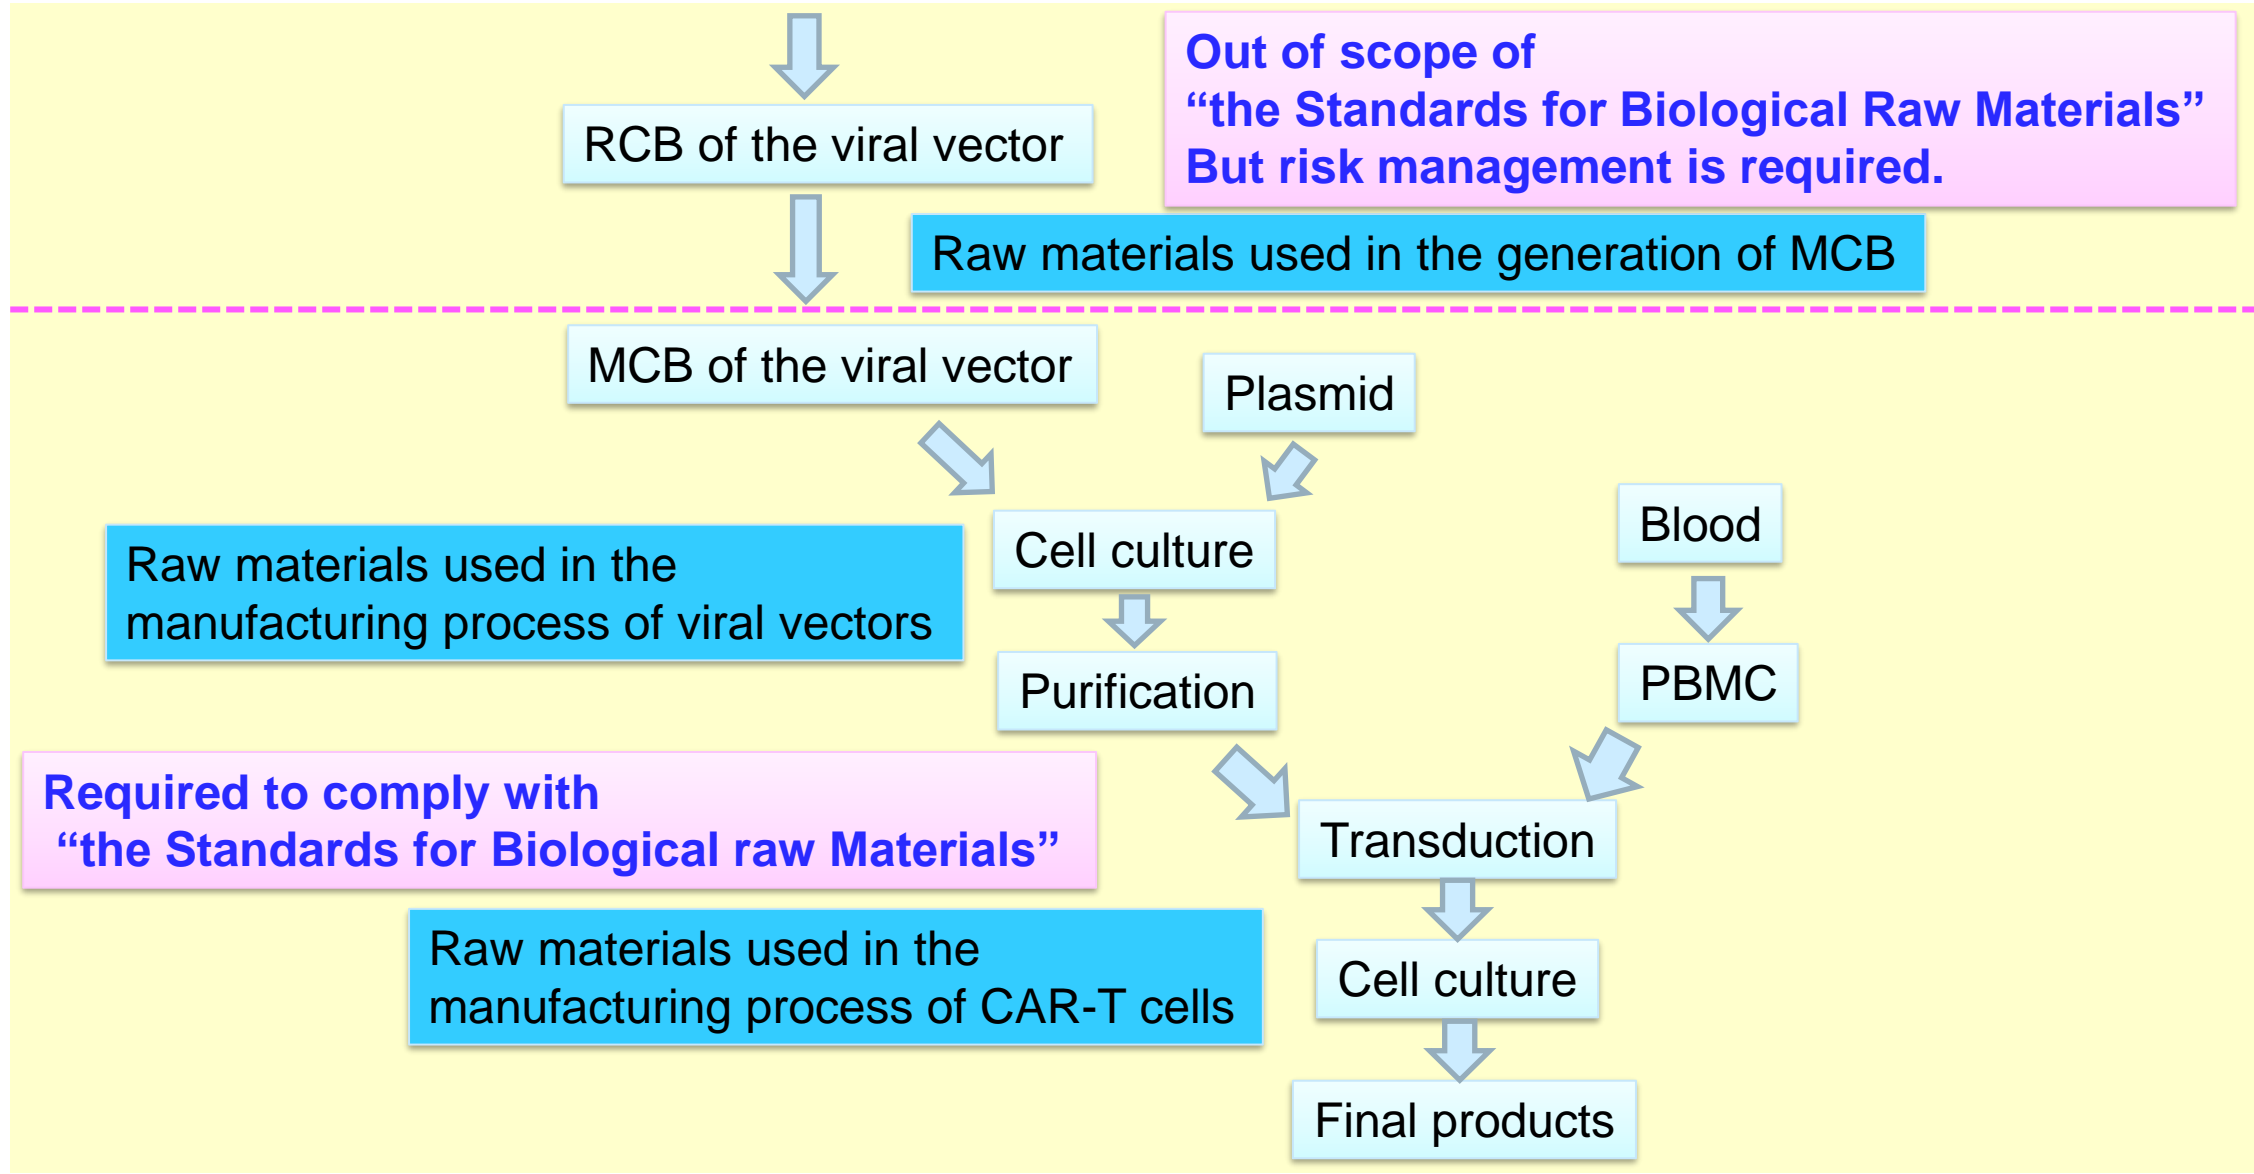 Out of scope of
“the Standards for Biological Raw Materials”
But risk management is required.
RCB of the viral vector
Raw materials used in the generation of MCB
MCB of the viral vector
Plasmid
Cell culture
Blood
Raw materials used in the
manufacturing process of viral vectors
Purification
PBMC
Required to comply with
“the Standards for Biological raw Materials”
Transduction
Raw materials used in the
manufacturing process of CAR-T cells
Cell culture
Final products